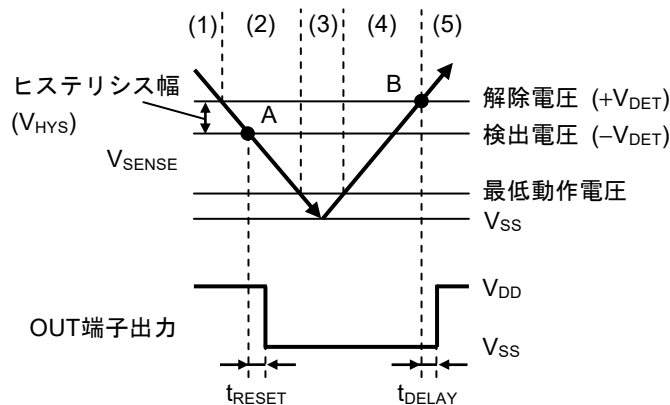 (1) (2) (3) (4) (5)
ヒステリシス幅
(VHYS)
A
B
解除電圧 (+VDET)
検出電圧 (−VDET)
VSENSE
最低動作電圧
VSS
VDD
OUT端子出力
VSS
tRESET
tDELAY